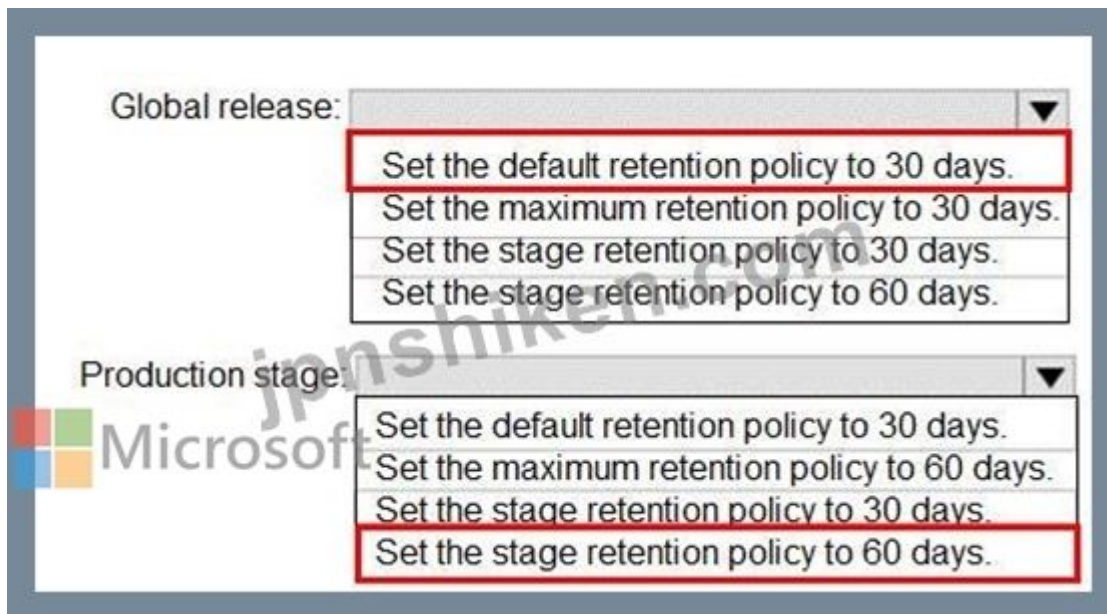 Global release:
Set the default retention policy to 30 days.
Set the maximum retention policy to 30 days.
Set the stage retention policy to 30 days.
Set the stage retention policy to 60 days.
jpnshiken.com
Production stage:
Microsoft
Set the default retention policy to 30 days.
Set the maximum retention policy to 60 days.
Set the stage retention policy to 30 days.
Set the stage retention policy to 60 days.